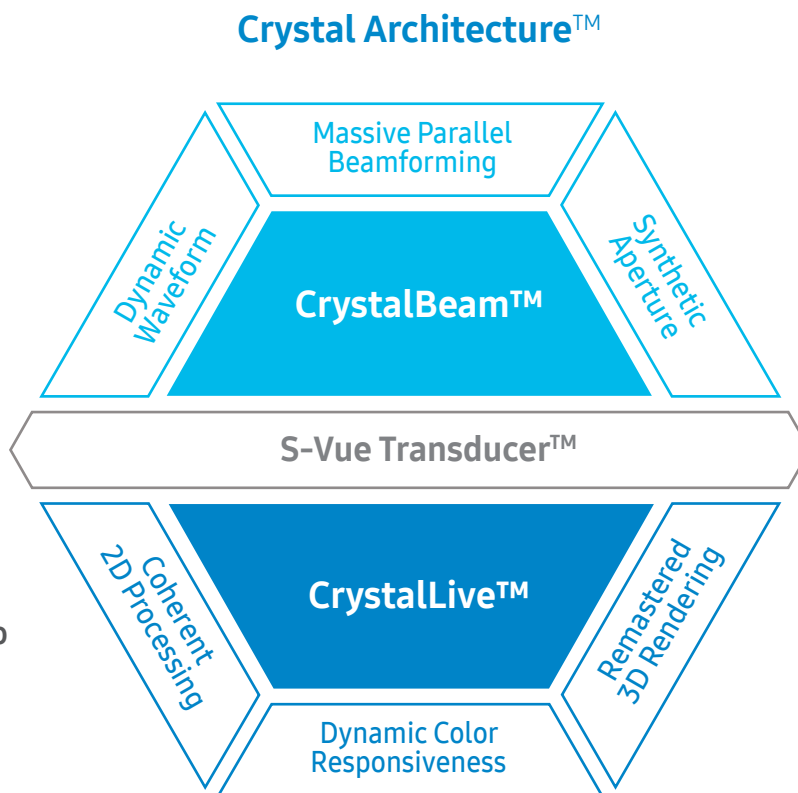 Crystal Architecture™
Massive Parallel
Beamforming
Dynamic
Waveform
Synthetic
Aperture
CrystalBeam™
S-Vue Transducer™
Coherent
2D Processing
CrystalLive™
Remastered
3D Rendering
Dynamic Color
Responsiveness